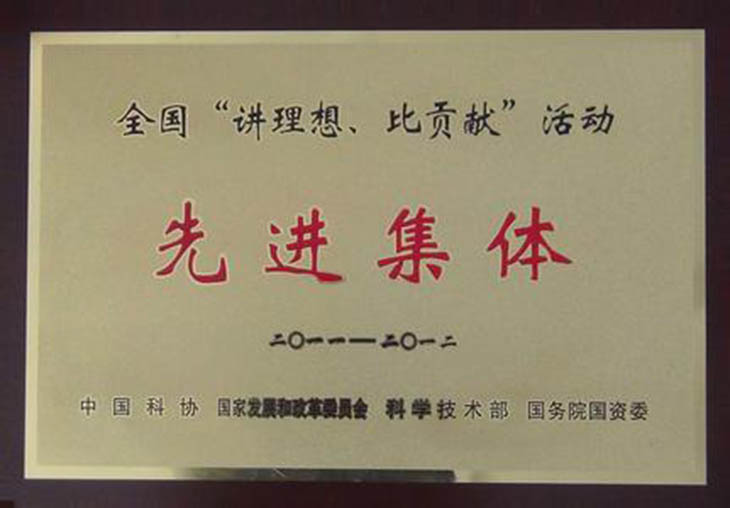 全国“讲理想、比贡献”活动
先进集体
二〇一一—二〇一二
中国科协 国家发展和改革委员会 科学技术部 国务院国资委